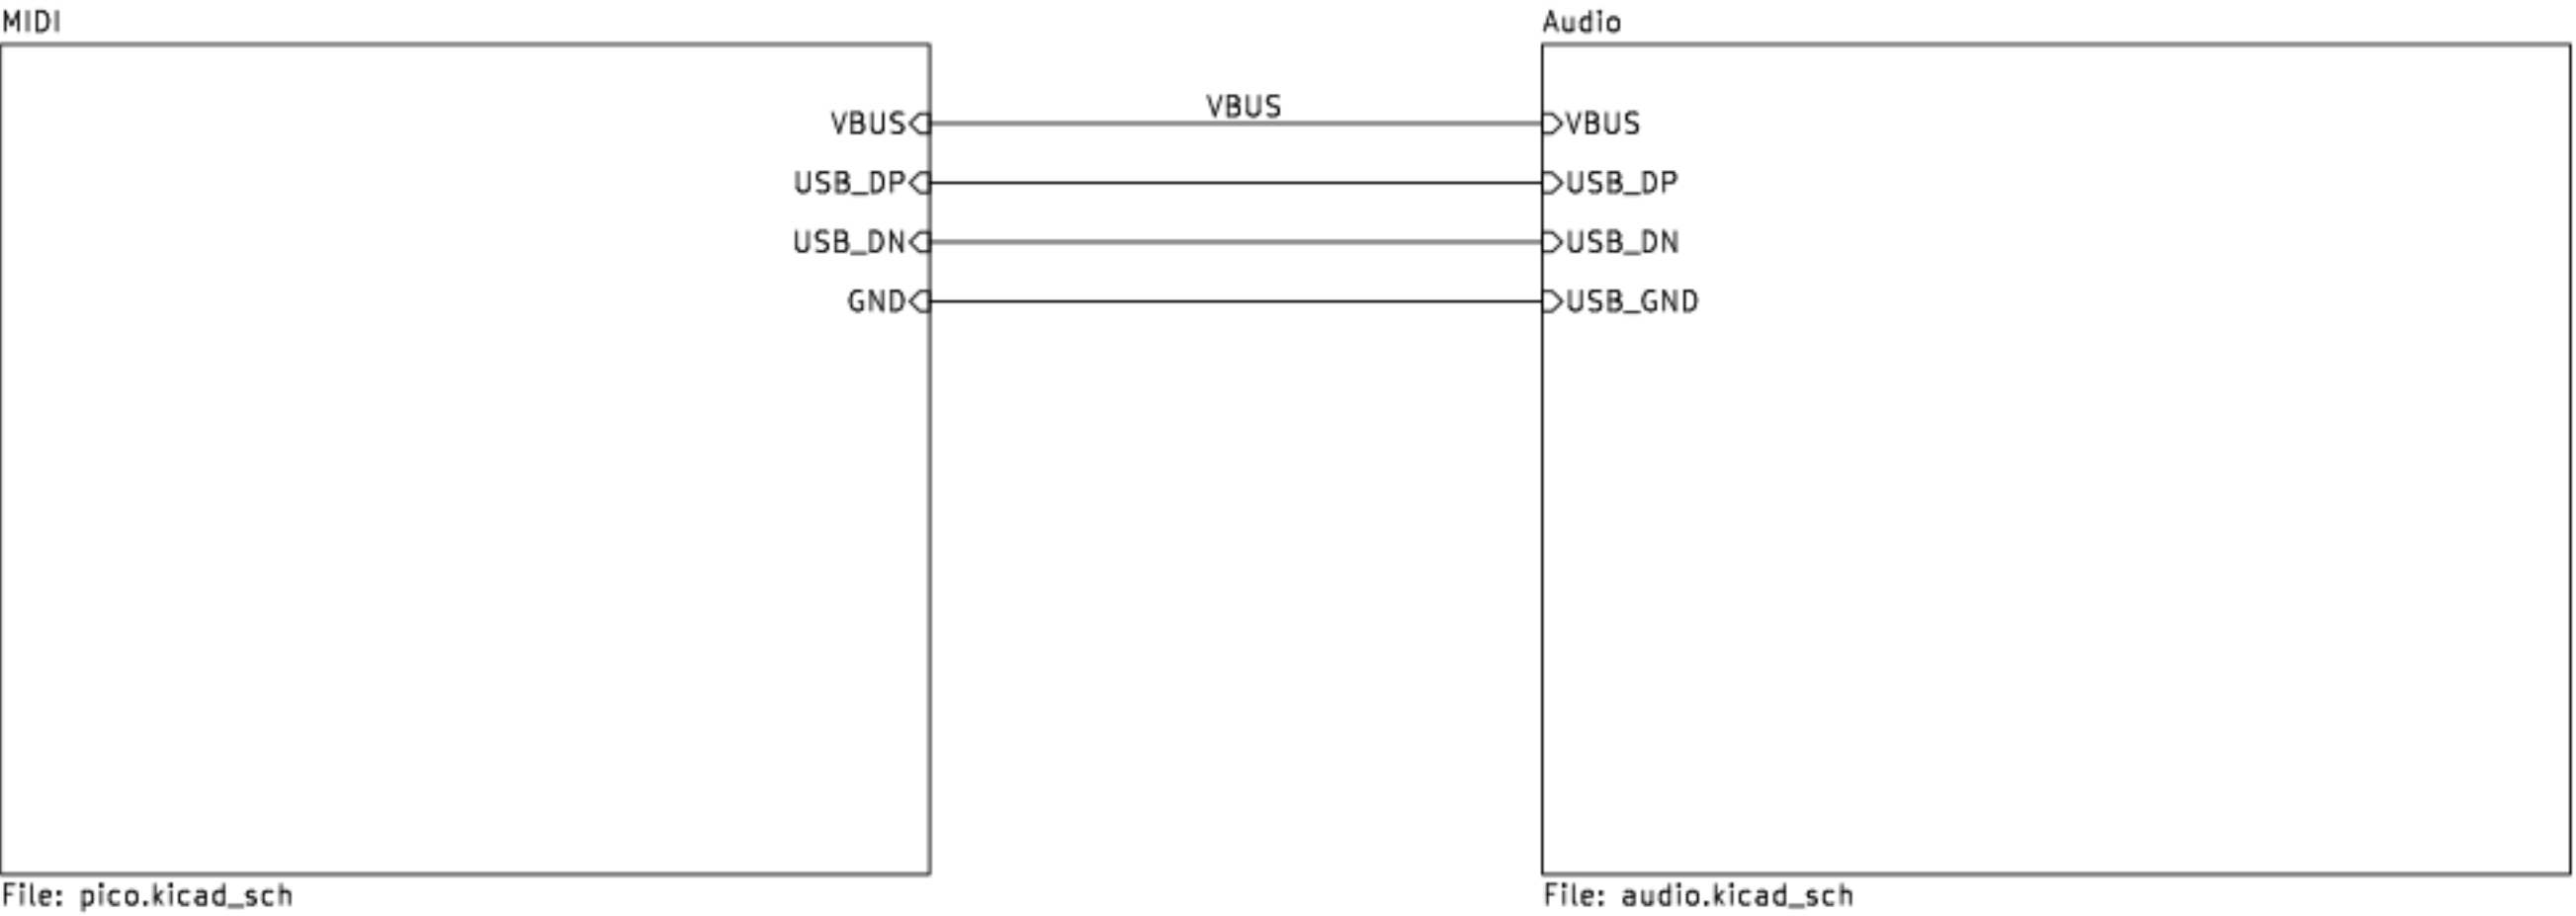 MIDI
Audio
VBUS
VBUS
VBUS
USB_DP
USB_DP
USB_DN
USB_DN
GND
USB_GND
File: pico.kicad_sch
File: audio.kicad_sch